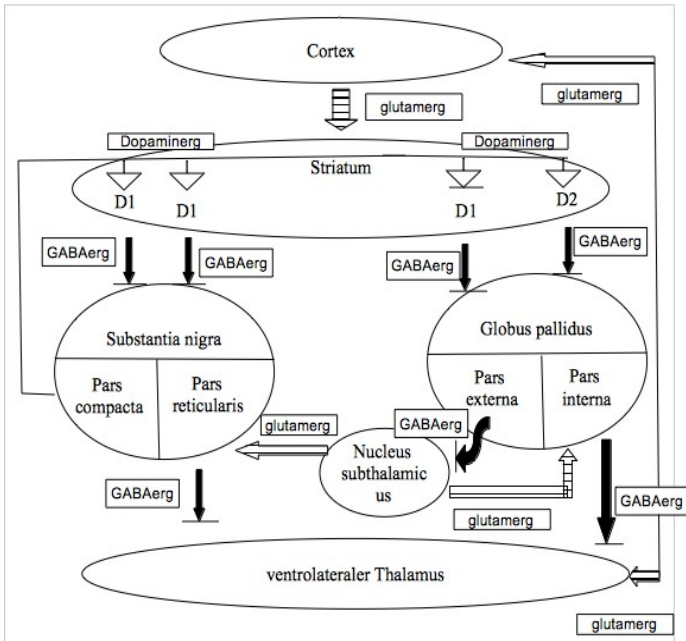 Cortex
glutamerg
glutamerg
Dopaminerg
Dopaminerg
Striatum
D1
D1
D1
D2
GABAerg
GABAerg
GABAerg
GABAerg
Substantia nigra
Globus pallidus
Pars
compacta
Pars
reticularis
Pars
externa
Pars
interna
glutamerg
GABAerg
Nucleus
subthalamic
us
GABAerg
GABAerg
glutamerg
ventrolateraler Thalamus
glutamerg